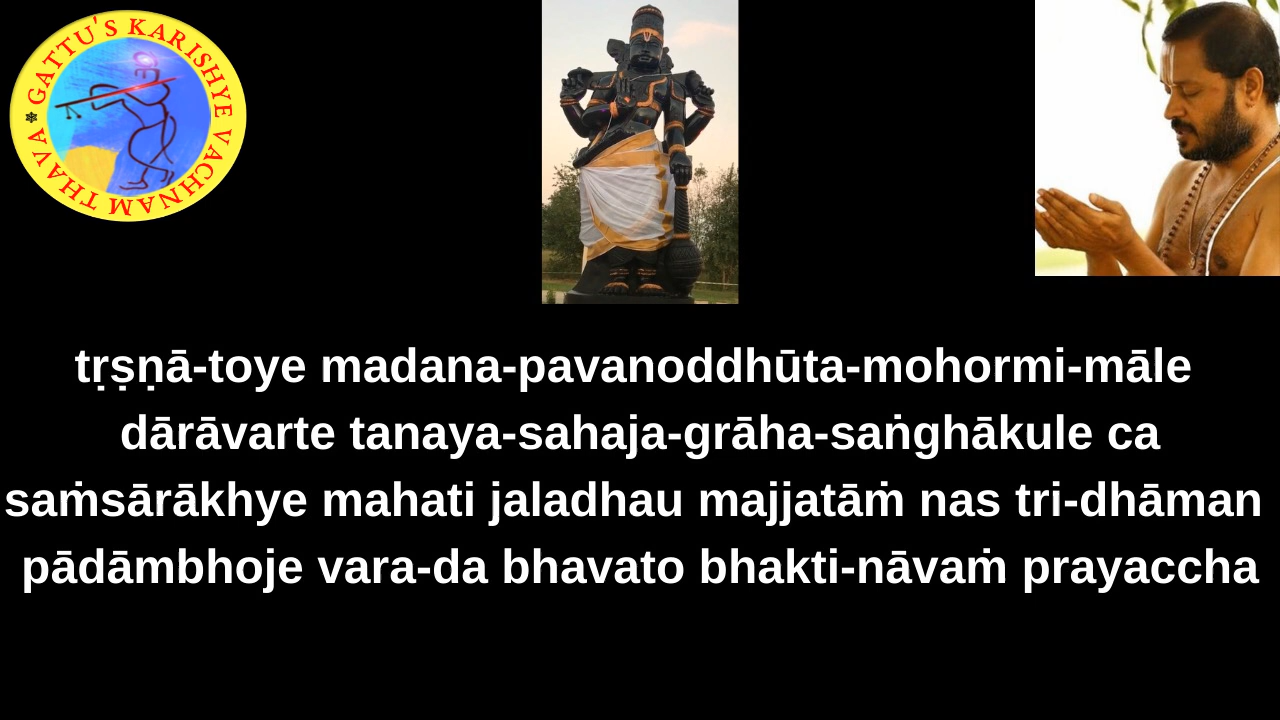 GATTU'S KARISHYE VACHNAM THAVA
tṛṣṇā-toye madana-pavanoddhūta-mohormi-māle
dārāvarte tanaya-sahaja-grāha-saṅghākule ca
saṁsārākhye mahati jaladhau majjatāṁ nas tri-dhāman
pādāmbhoje vara-da bhavato bhakti-nāvaṁ prayaccha